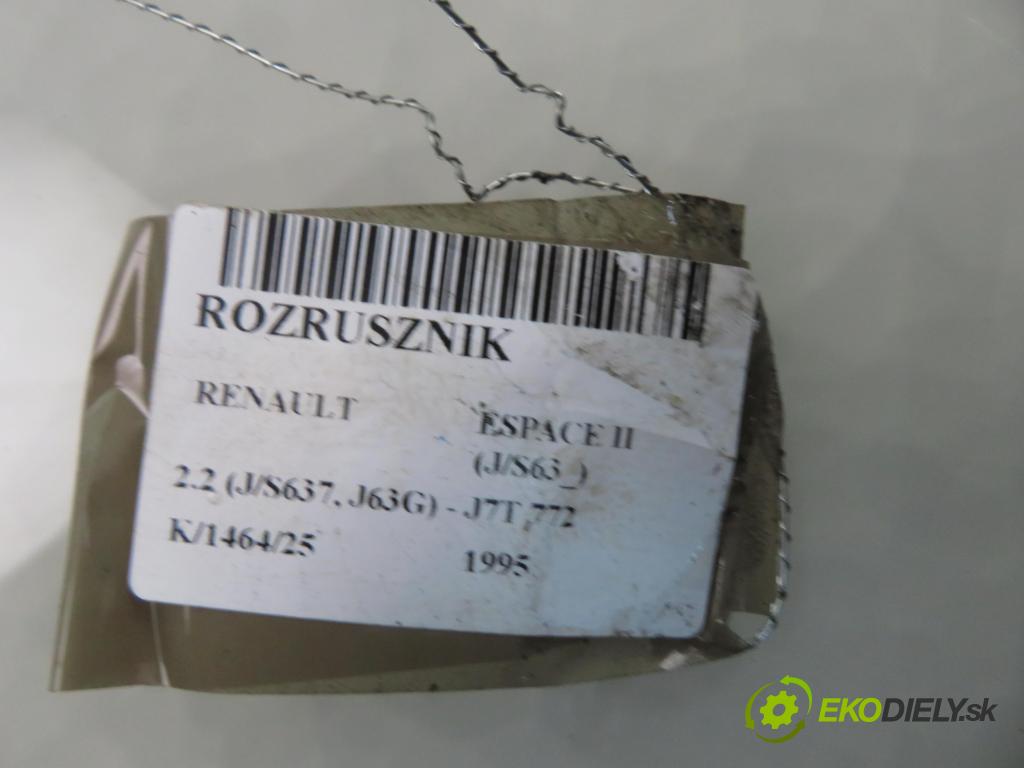 ROZRUSZNIK
RENAULT ESPACE II
(J/S63_)
2.2 (J/S637, J63G) - J7T 772
K/1464/25 1995
EKODIELY.sk